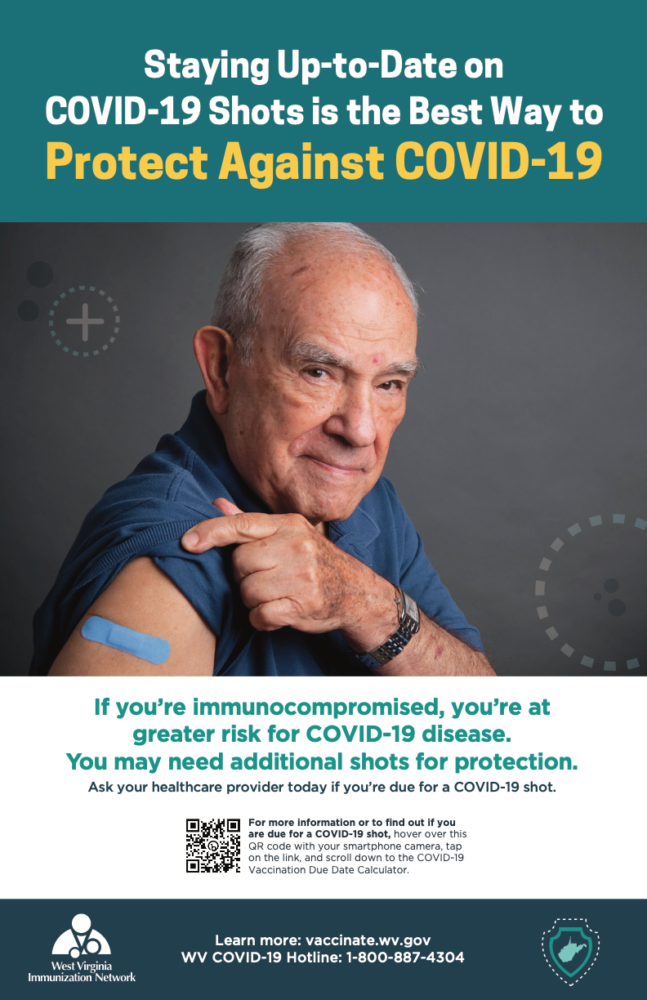 Staying Up-to-Date on
COVID-19 Shots is the Best Way to
Protect Against COVID-19
If you're immunocompromised, you're at
greater risk for COVID-19 disease.
You may need additional shots for protection.
Ask your healthcare provider today if you're due for a COVID-19 shot.
For more information or to find out if you
are due for a COVID-19 shot, hover over this
QR code with your smartphone camera, tap
on the link, and scroll down to the COVID-19
Vaccination Due Date Calculator.
West Virginia
Immunization Network
Learn more: vaccinate.wv.gov
WV COVID-19 Hotline: 1-800-887-4304